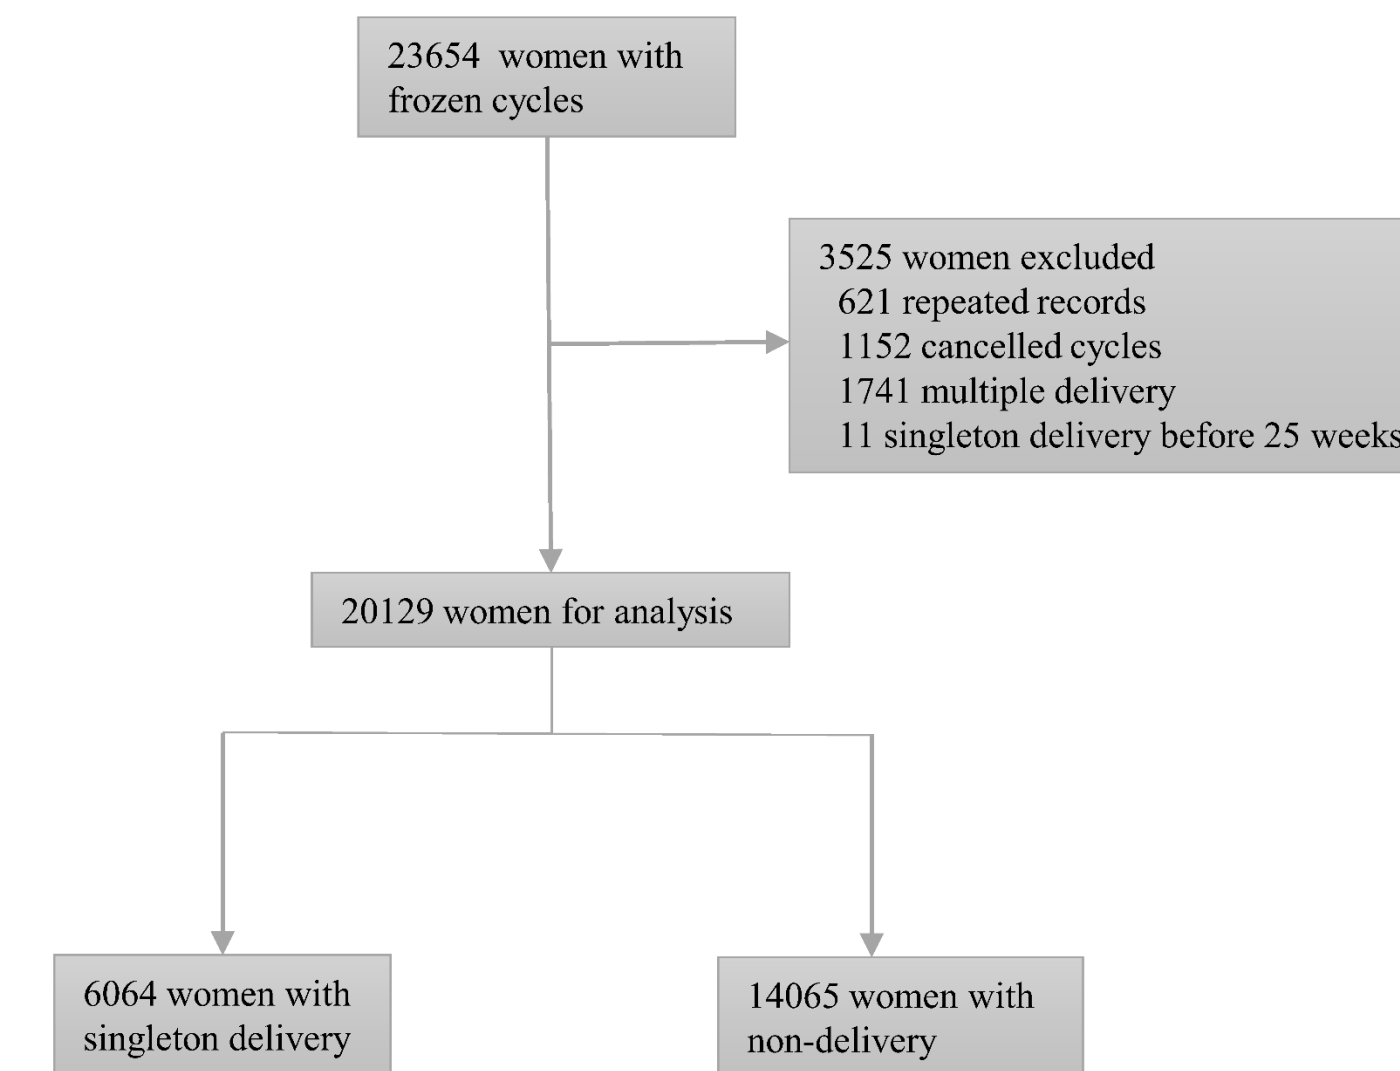 23654 women with
frozen cycles
3525 women excluded
621 repeated records
1152 cancelled cycles
1741 multiple delivery
11 singleton delivery before 25 weeks
20129 women for analysis
6064 women with
singleton delivery
14065 women with
non-delivery